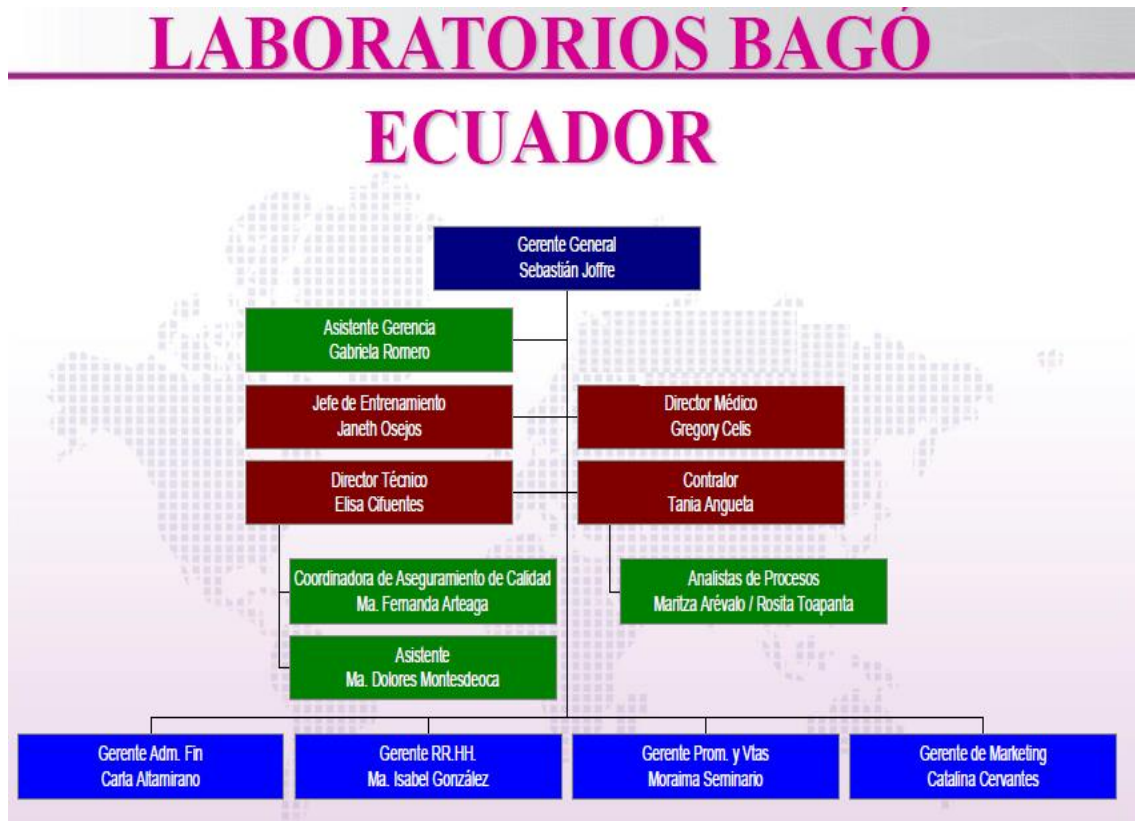 LABORATORIOS BAGÓ
ECUADOR
Gerente General
Sebastián Joffre
Asistente Gerencia
Gabriela Romero
Jefe de Entrenamiento
Janeth Osejos
Director Médico
Gregory Celis
Director Técnico
Elisa Cifuentes
Contralor
Tania Angueta
Coordinadora de Aseguramiento de Calidad
Ma. Fernanda Arteaga
Analistas de Procesos
Maritza Arévalo / Rosita Toapanta
Asistente
Ma. Dolores Montesdeoca
Gerente Adm. Fin
Carla Altamirano
Gerente RR.HH.
Ma. Isabel González
Gerente Prom. y Vtas
Moraima Seminario
Gerente de Marketing
Catalina Cervantes